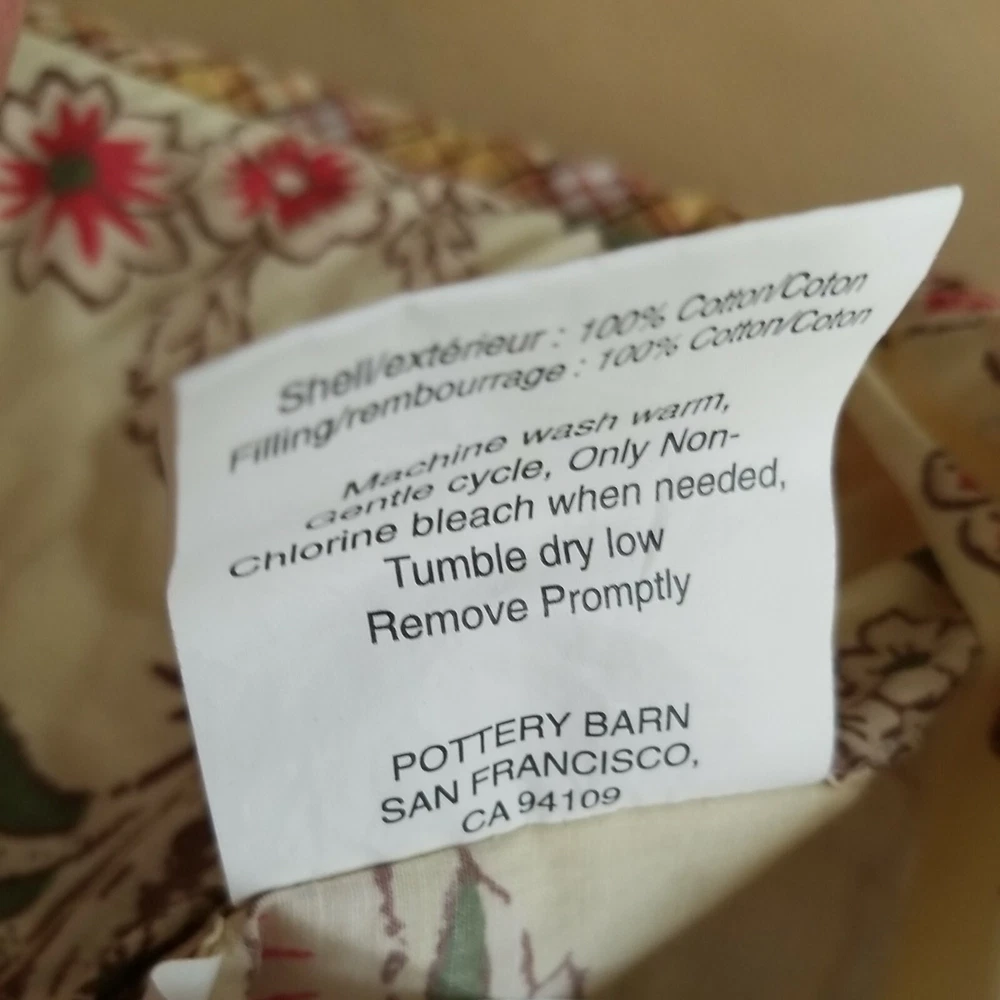 Shell/extérieur : 100% Cotton/Coton
Filling/rembourrage : 100% Cotton/Coton
Machine wash warm,
Gentle cycle, Only Non-
Chlorine bleach when needed,
Tumble dry low
Remove Promptly
POTTERY BARN
SAN FRANCISCO,
CA 94109